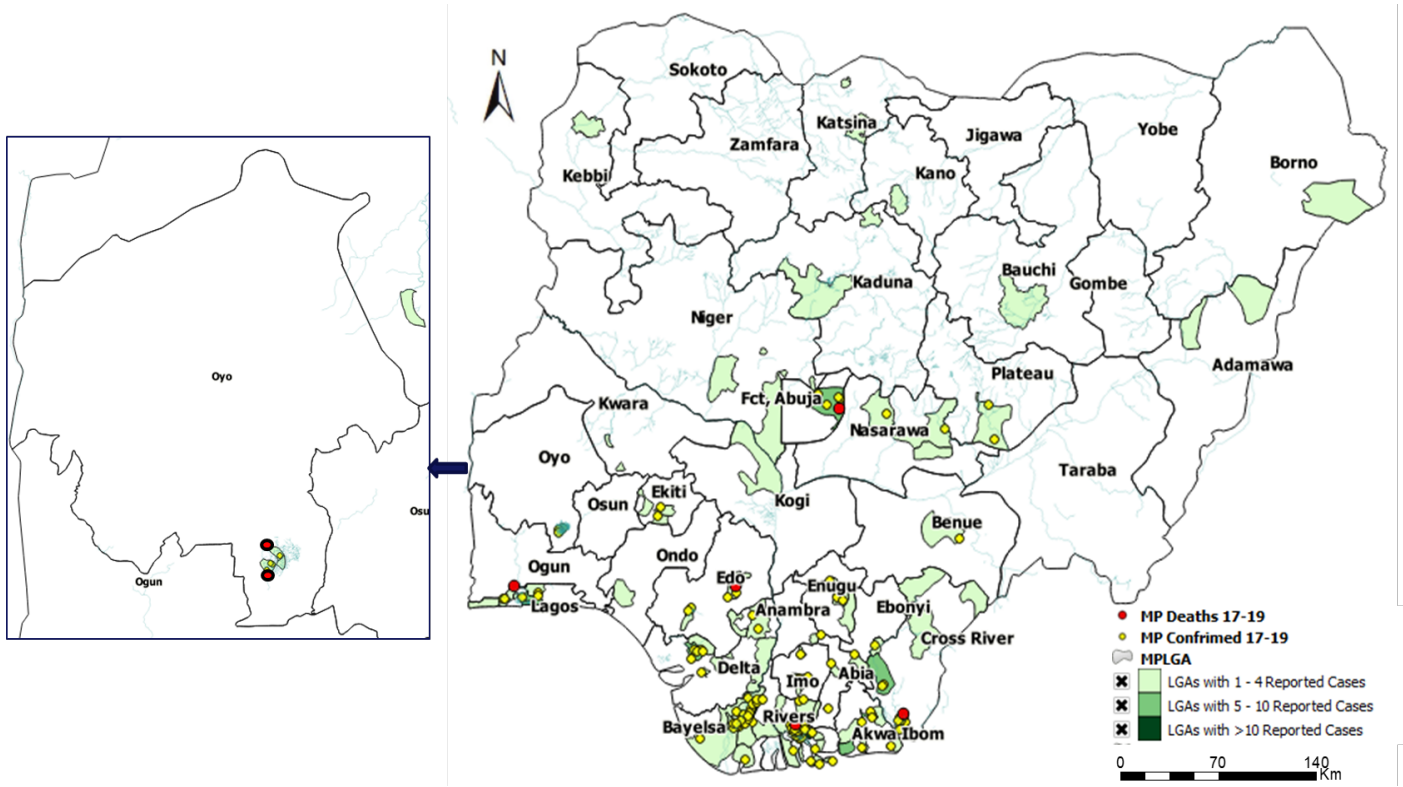 N
Sokoto
Katsina
Jigawa
Yobe
Zamfara
Borno
Kebbi
Kano
Bauchi
Kaduna
Gombe
Niger
Adamawa
Plateau
Fct, Abuja
Kwara
Nasarawa
Oyo
Taraba
Ekiti
Osun
Kogi
Benue
Ondo
Ogun
Edo
Enugu
Lagos
Anambra
Ebonyi
Cross River
Delta
Abia
Imo
Rivers
Bayelsa
Akwa Ibom
Oyo
Osu
Ogun
MP Deaths 17-19
MP Confrimed 17-19
MPLGA
LGAs with 1 - 4 Reported Cases
LGAs with 5 - 10 Reported Cases
LGAs with >10 Reported Cases
0 70 140
Km